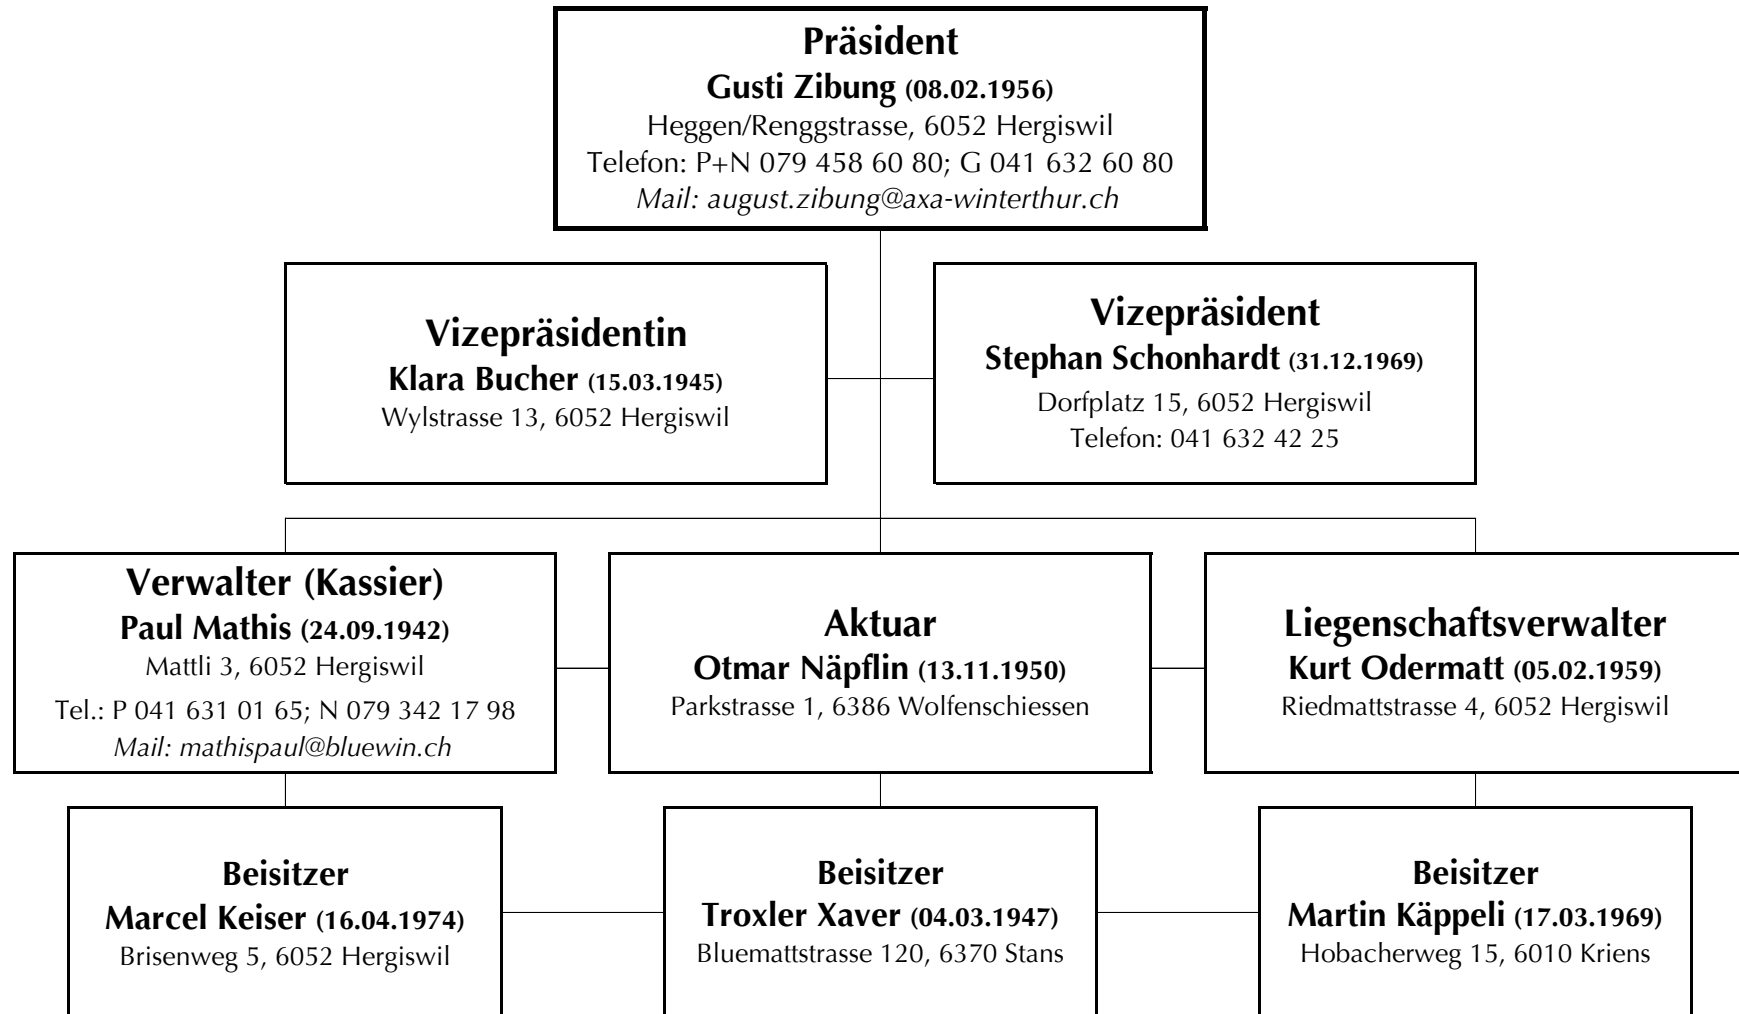 Präsident
Gusti Zibung (08.02.1956)
Heggen/Renggstrasse, 6052 Hergiswil
Telefon: P+N 079 458 60 80; G 041 632 60 80
Mail: august.zibung@axa-winterthur.ch
Vizepräsidentin
Klara Bucher (15.03.1945)
Wylstrasse 13, 6052 Hergiswil
Vizepräsident
Stephan Schonhardt (31.12.1969)
Dorfplatz 15, 6052 Hergiswil
Telefon: 041 632 42 25
Verwalter (Kassier)
Paul Mathis (24.09.1942)
Mattli 3, 6052 Hergiswil
Tel.: P 041 631 01 65; N 079 342 17 98
Mail: mathispaul@bluewin.ch
Aktuar
Otmar Näpflin (13.11.1950)
Parkstrasse 1, 6386 Wolfenschiessen
Liegenschaftsverwalter
Kurt Odermatt (05.02.1959)
Riedmattstrasse 4, 6052 Hergiswil
Beisitzer
Marcel Keiser (16.04.1974)
Brisenweg 5, 6052 Hergiswil
Beisitzer
Troxler Xaver (04.03.1947)
Bluemattstrasse 120, 6370 Stans
Beisitzer
Martin Käppeli (17.03.1969)
Hobacherweg 15, 6010 Kriens